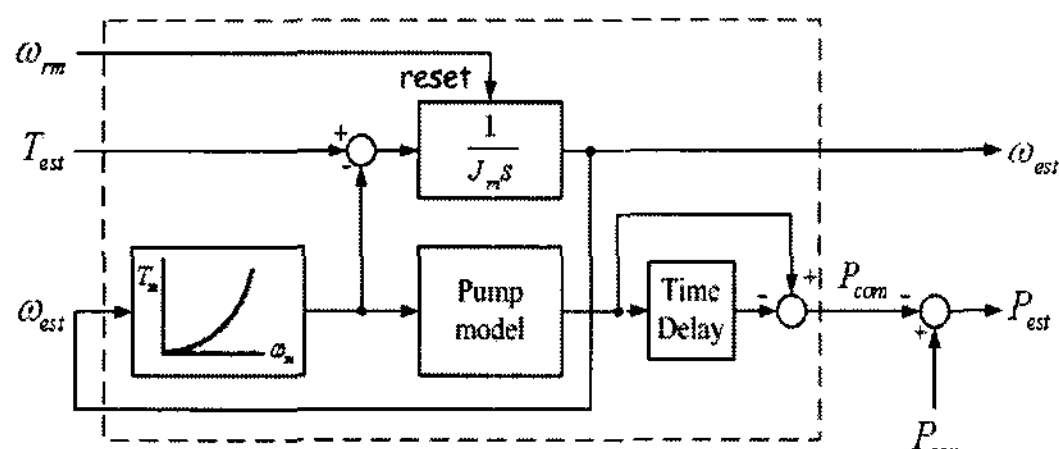 ω_rm
reset
T_est
+
-
1
J_m s
ω_est
ω_est
T_m
ω_m
Pump
model
Time
Delay
-
+
P_com
-
+
P_est